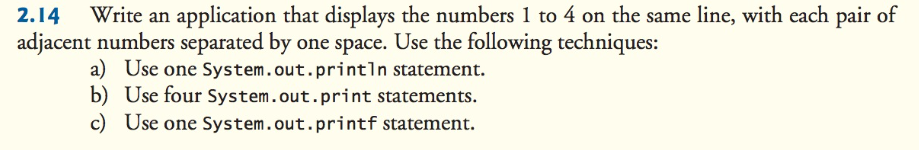 2.14 Write an application that displays the numbers 1 to 4 on the same line, with each pair of
adjacent numbers separated by one space. Use the following techniques:
a) Use one System.out.println statement.
b) Use four System.out.print statements.
c) Use one System.out.printf statement.